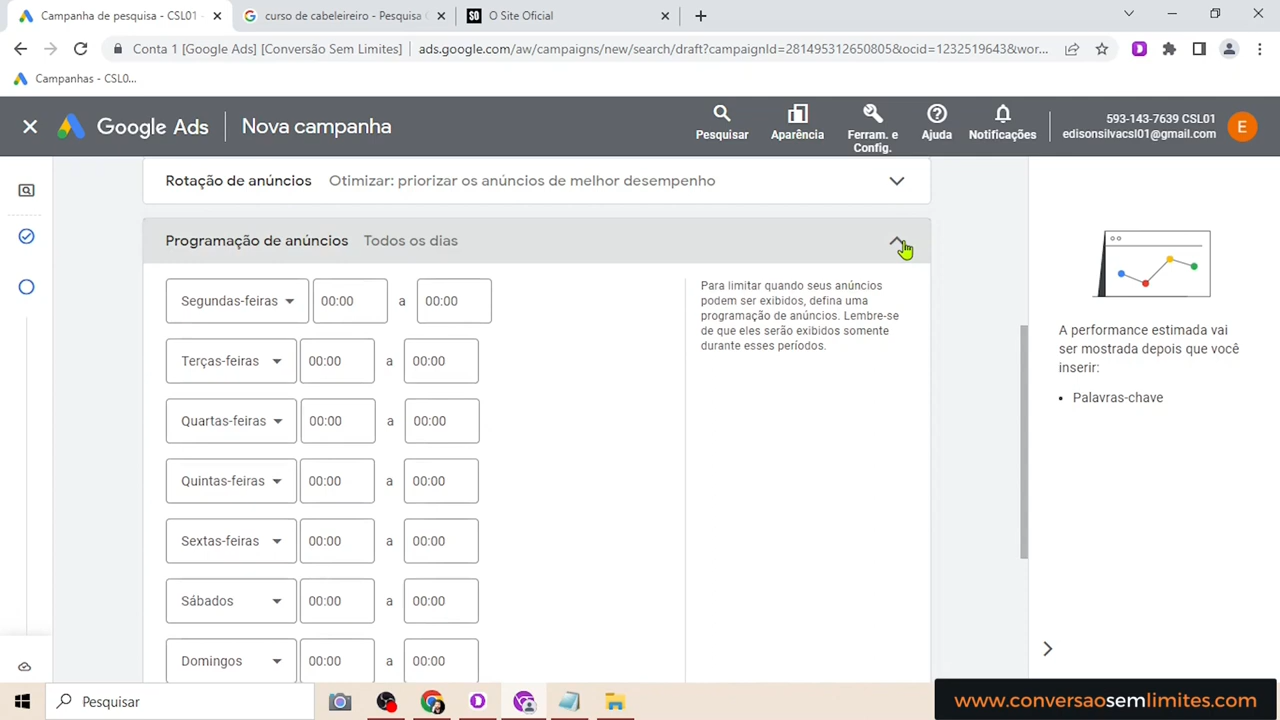 Campanha de pesquisa - CSL01
curso de cabeleireiro - Pesquisa
O Site Oficial
Conta 1 [Google Ads] [Conversão Sem Limites]
ads.google.com/aw/campaigns/new/search/draft?campaignId=281495312650805&ocid=1232519643&wor...
Campanhas - CSL0...
Google Ads
Nova campanha
Pesquisar
Aparência
Ferram. e
Config.
Ajuda
Notificações
593-143-7639 CSL01
edisonsilvacsl01@gmail.com
E
Rotação de anúncios Otimizar: priorizar os anúncios de melhor desempenho
Programação de anúncios Todos os dias
Segundas-feiras 00:00 a 00:00
Terças-feiras 00:00 a 00:00
Quartas-feiras 00:00 a 00:00
Quintas-feiras 00:00 a 00:00
Sextas-feiras 00:00 a 00:00
Sábados 00:00 a 00:00
Domingos 00:00 a 00:00
Para limitar quando seus anúncios
podem ser exibidos, defina uma
programação de anúncios. Lembre-se
de que eles serão exibidos somente
durante esses períodos.
A performance estimada vai
ser mostrada depois que você
inserir:
• Palavras-chave
Pesquisar
www.conversaosemlimites.com